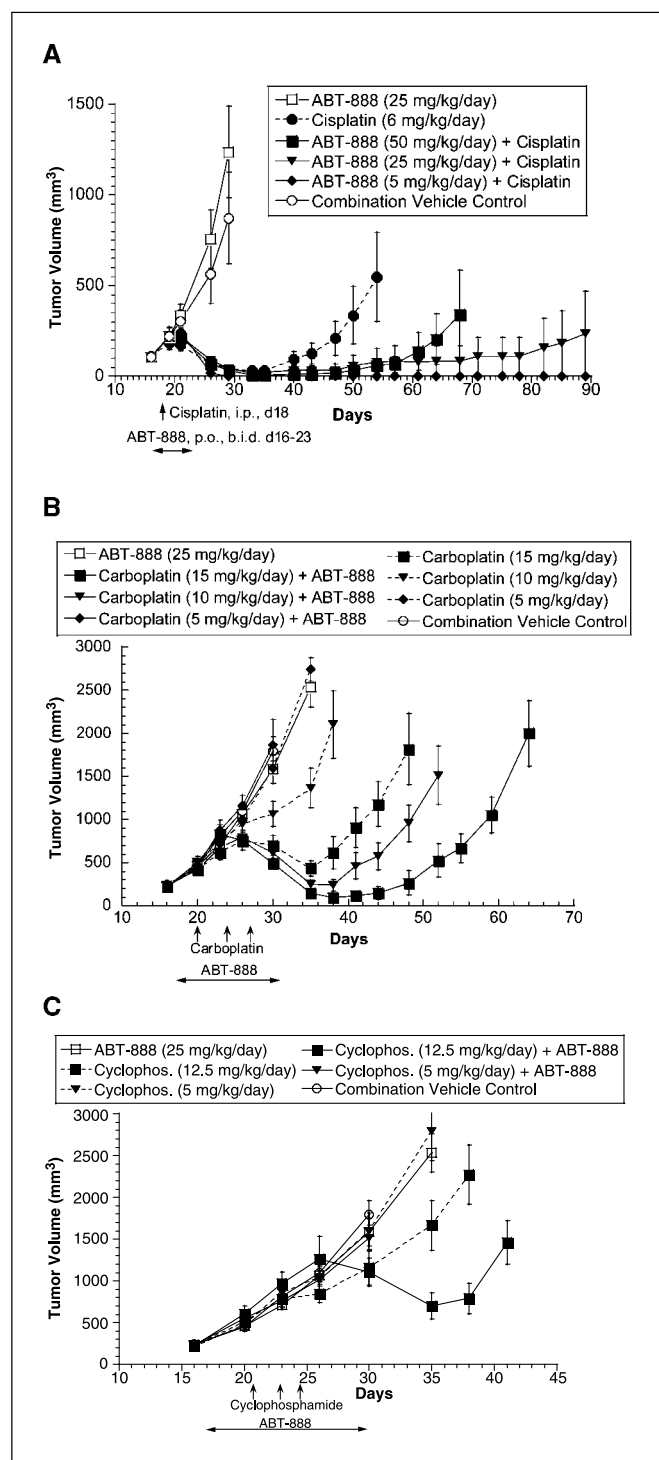 A
ABT-888 (25 mg/kg/day)
Cisplatin (6 mg/kg/day)
ABT-888 (50 mg/kg/day) + Cisplatin
ABT-888 (25 mg/kg/day) + Cisplatin
ABT-888 (5 mg/kg/day) + Cisplatin
Combination Vehicle Control
Tumor Volume (mm³)
1500
1000
500
0
10 20 30 40 50 60 70 80 90
Cisplatin, i.p., d18
Days
ABT-888, p.o., b.i.d. d16-23
B
ABT-888 (25 mg/kg/day)
Carboplatin (15 mg/kg/day) + ABT-888
Carboplatin (10 mg/kg/day) + ABT-888
Carboplatin (5 mg/kg/day) + ABT-888
Carboplatin (15 mg/kg/day)
Carboplatin (10 mg/kg/day)
Carboplatin (5 mg/kg/day)
Combination Vehicle Control
Tumor Volume (mm³)
3000
2500
2000
1500
1000
500
0
10 20 30 40 50 60 70
Carboplatin
Days
ABT-888
C
ABT-888 (25 mg/kg/day)
Cyclophos. (12.5 mg/kg/day)
Cyclophos. (5 mg/kg/day)
Cyclophos. (12.5 mg/kg/day) + ABT-888
Cyclophos. (5 mg/kg/day) + ABT-888
Combination Vehicle Control
Tumor Volume (mm³)
3000
2500
2000
1500
1000
500
0
10 15 20 25 30 35 40 45
Cyclophosphamide
Days
ABT-888